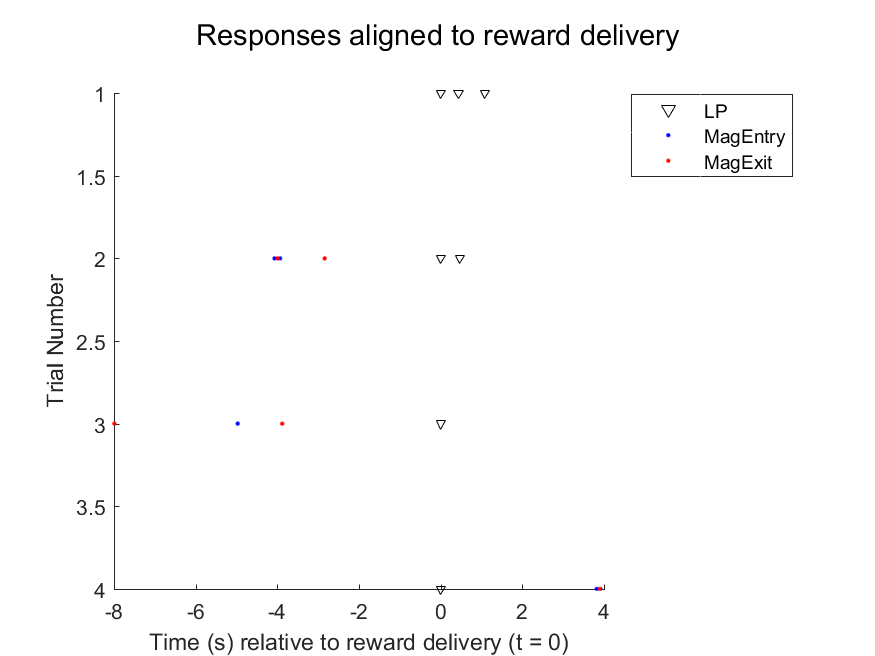 Responses aligned to reward delivery
LP
MagEntry
MagExit
Trial Number
1
1.5
2
2.5
3
3.5
4
-8 -6 -4 -2 0 2 4
Time (s) relative to reward delivery (t = 0)